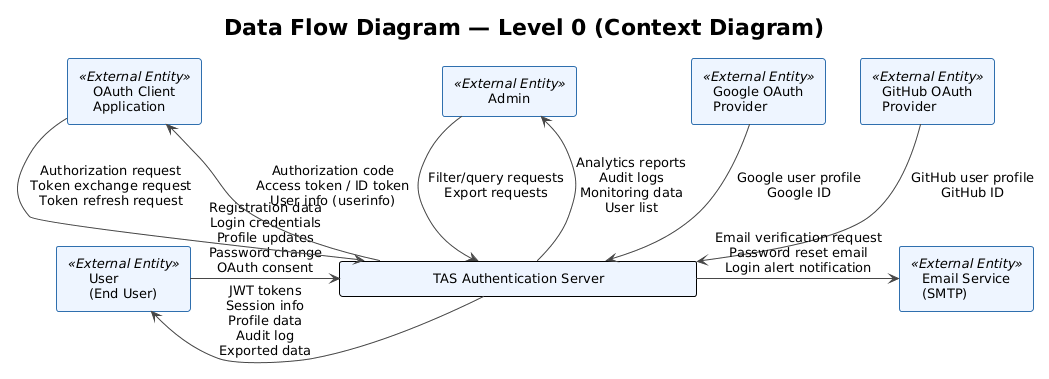 Data Flow Diagram — Level 0 (Context Diagram)
«External Entity»
OAuth Client
Application
«External Entity»
Admin
«External Entity»
Google OAuth
Provider
«External Entity»
GitHub OAuth
Provider
Authorization request
Token exchange request
Token refresh request
Authorization code
Access token / ID token
User info (userinfo)
Filter/query requests
Export requests
Analytics reports
Audit logs
Monitoring data
User list
Google user profile
Google ID
GitHub user profile
GitHub ID
Registration data
Login credentials
Profile updates
Password change
OAuth consent
Email verification request
Password reset email
Login alert notification
«External Entity»
User
(End User)
TAS Authentication Server
«External Entity»
Email Service
(SMTP)
JWT tokens
Session info
Profile data
Audit log
Exported data